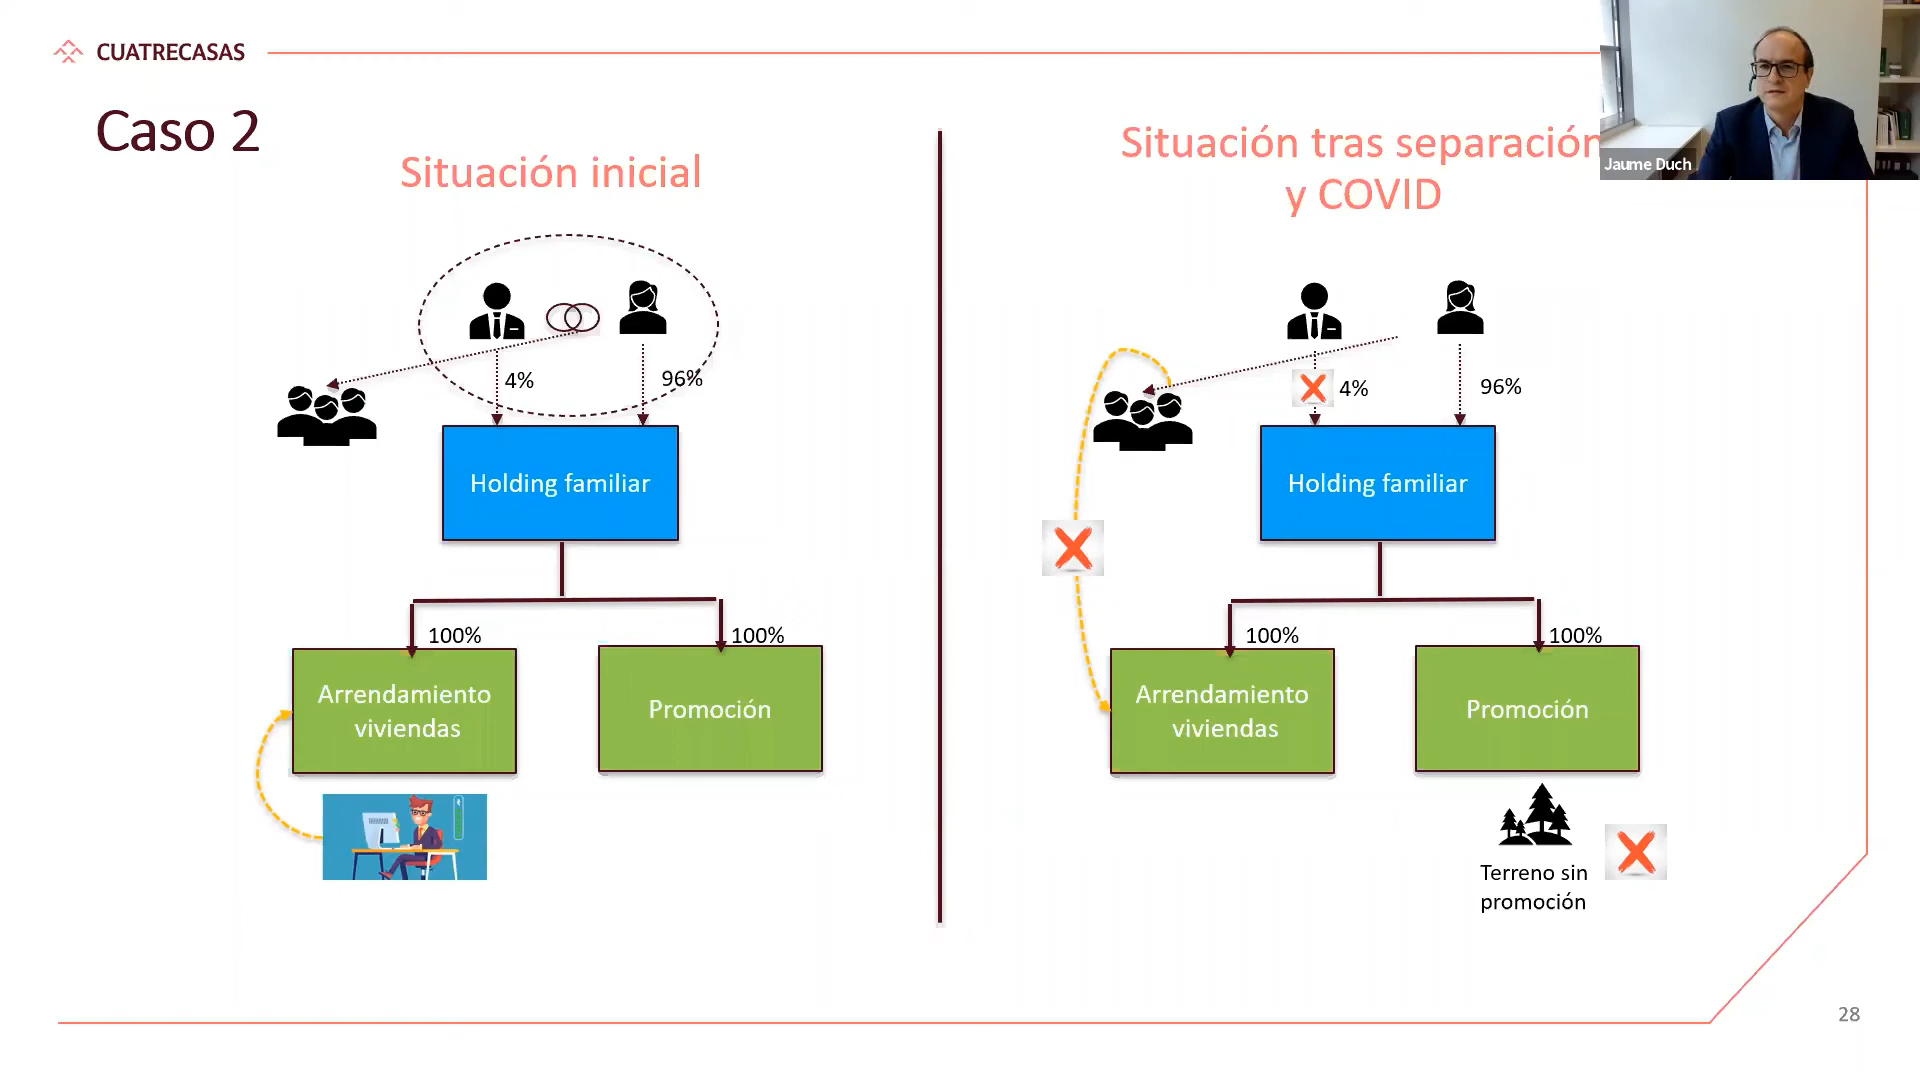 CUATRECASAS
Caso 2
Situación inicial
4%
96%
Holding familiar
100%
100%
Arrendamiento
viviendas
Promoción
Situación tras separación
y COVID
Jaume Duch
4%
96%
Holding familiar
100%
100%
Arrendamiento
viviendas
Promoción
Terreno sin
promoción
28